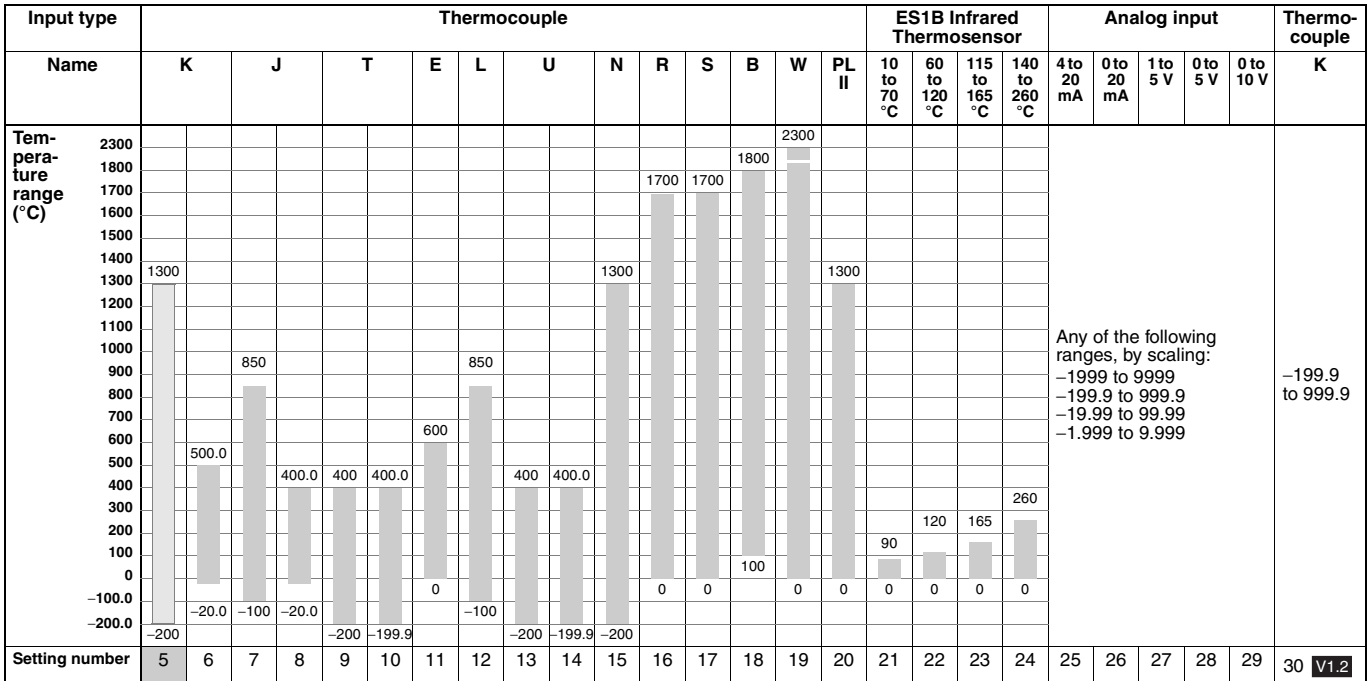 Input type Thermocouple ES1B Infrared Thermosensor Analog input Thermo-couple
Name K J T E L U N R S B W PL II 10 to 70 °C 60 to 120 °C 115 to 165 °C 140 to 260 °C 4 to 20 mA 0 to 20 mA 1 to 5 V 0 to 5 V 0 to 10 V K
Tem-
pera-
ture
range
(°C)
2300 2300
1800 1800
1700 1700 1700
1600
1500
1400
1300 1300 1300 1300
1200
1100
1000
900 850 850
800
700
600 600
500 500.0
400 400.0 400 400.0 400 400.0
300 260
200 120 165
100 90 100
0 0 0 0 0 0 0 0 0 0
−100.0 −20.0 −100 −20.0 −100
−200.0 −200 −200 −199.9 −200 −199.9 −200
Any of the following
ranges, by scaling:
−1999 to 9999
−199.9 to 999.9
−19.99 to 99.99
−1.999 to 9.999
−199.9
to 999.9
Setting number 5 6 7 8 9 10 11 12 13 14 15 16 17 18 19 20 21 22 23 24 25 26 27 28 29 30 V1.2